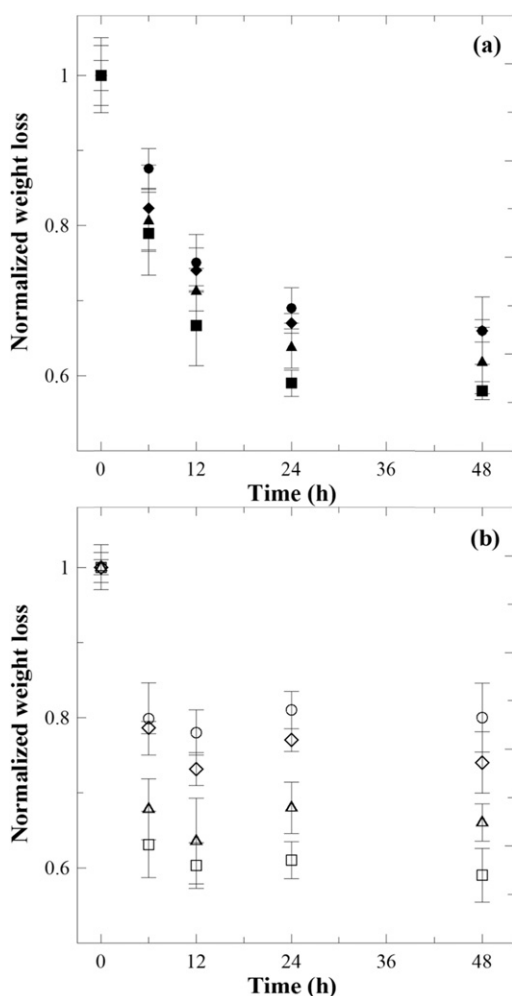 (a)
Normalized weight loss
1
0.8
0.6
0 12 24 36 48
Time (h)
(b)
Normalized weight loss
1
0.8
0.6
0 12 24 36 48
Time (h)